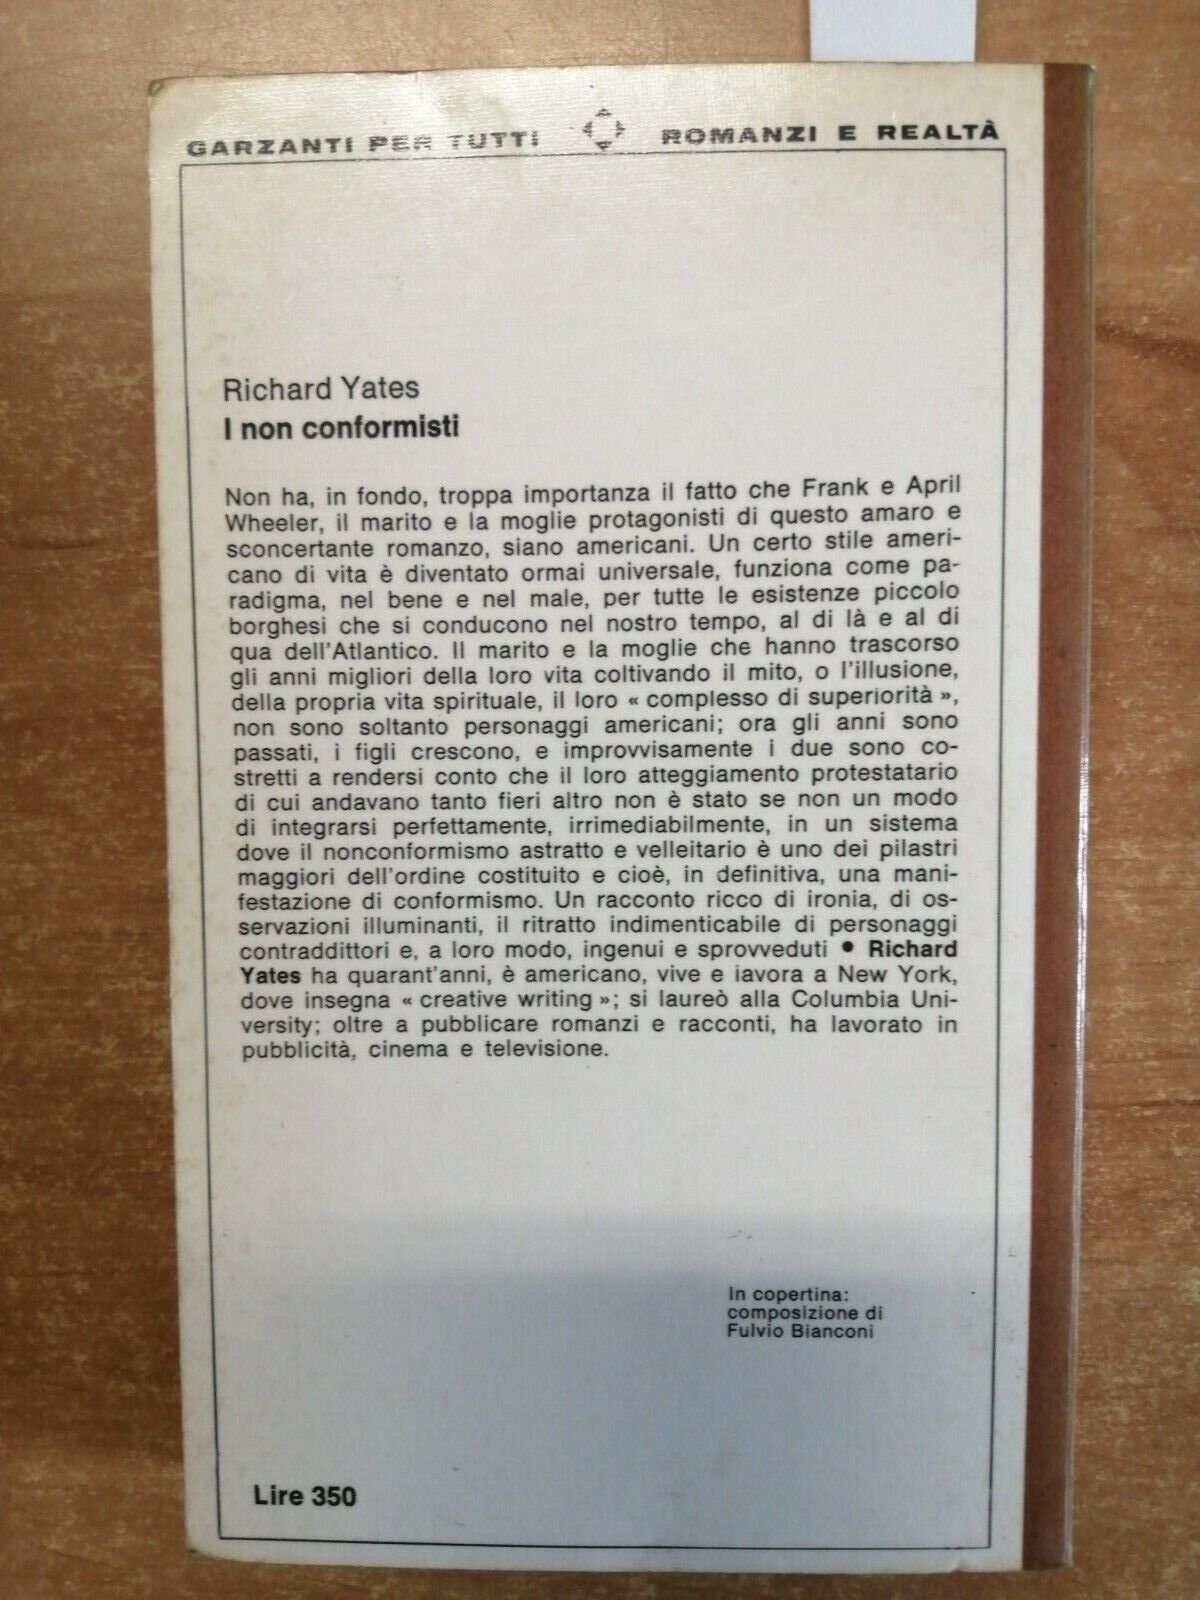 GARZANTI PER TUTTI ROMANZI E REALTÀ
Richard Yates
I non conformisti
Non ha, in fondo, troppa importanza il fatto che Frank e April
Wheeler, il marito e la moglie protagonisti di questo amaro e
sconcertante romanzo, siano americani. Un certo stile ameri-
cano di vita è diventato ormai universale, funziona come pa-
radigma, nel bene e nel male, per tutte le esistenze piccolo
borghesi che si conducono nel nostro tempo, al di là e al di
qua dell'Atlantico. Il marito e la moglie che hanno trascorso
gli anni migliori della loro vita coltivando il mito, o l'illusione,
della propria vita spirituale, il loro « complesso di superiorità »,
non sono soltanto personaggi americani; ora gli anni sono
passati, i figli crescono, e improvvisamente i due sono co-
stretti a rendersi conto che il loro atteggiamento protestatario
di cui andavano tanto fieri altro non è stato se non un modo
di integrarsi perfettamente, irrimediabilmente, in un sistema
dove il nonconformismo astratto e velleitario è uno dei pilastri
maggiori dell'ordine costituito e cioè, in definitiva, una mani-
festazione di conformismo. Un racconto ricco di ironia, di os-
servazioni illuminanti, il ritratto indimenticabile di personaggi
contraddittori e, a loro modo, ingenui e sprovveduti • Richard
Yates ha quarant'anni, è americano, vive e iavora a New York,
dove insegna « creative writing »; si laureò alla Columbia Uni-
versity; oltre a pubblicare romanzi e racconti, ha lavorato in
pubblicità, cinema e televisione.
In copertina:
composizione di
Fulvio Bianconi
Lire 350